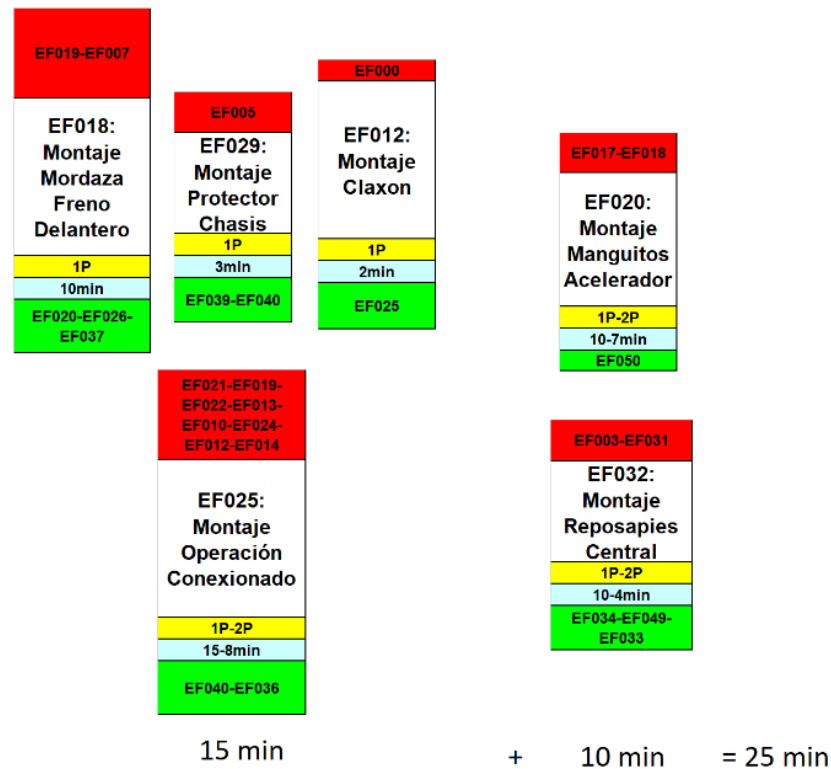 EF019-EF007
EF018:
Montaje
Mordaza
Freno
Delantero
1P
10min
EF020-EF026-
EF037
EF005
EF029:
Montaje
Protector
Chasis
1P
3min
EF039-EF040
EF000
EF012:
Montaje
Claxon
1P
2min
EF025
EF017-EF018
EF020:
Montaje
Manguitos
Acelerador
1P-2P
10-7min
EF050
EF021-EF019-
EF022-EF013-
EF010-EF024-
EF012-EF014
EF025:
Montaje
Operación
Conexionado
1P-2P
15-8min
EF040-EF036
EF003-EF031
EF032:
Montaje
Reposapies
Central
1P-2P
10-4min
EF034-EF049-
EF033
15 min + 10 min = 25 min